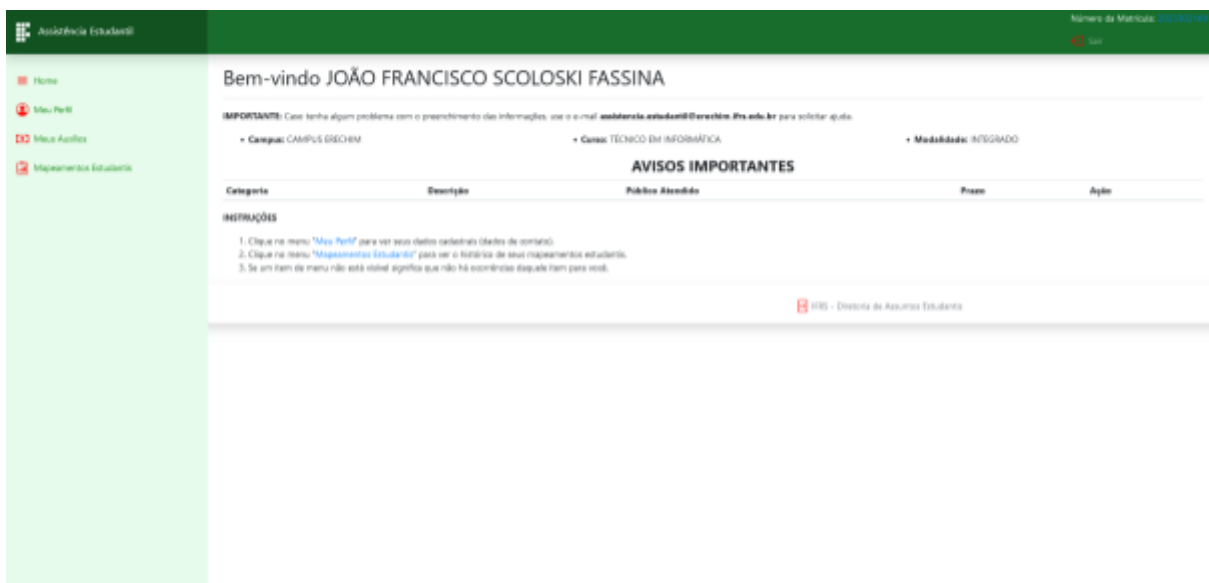 Assistência Estudantil
Número da Matrícula:
Sair
Home
Meu Perfil
Meus Auxílios
Mapeamentos Estudantis
Bem-vindo JOÃO FRANCISCO SCOLOSKI FASSINA
IMPORTANTE: Caso tenha algum problema com o preenchimento das informações, use o e-mail assistencia.estudantil@erechim.ifrs.edu.br para solicitar ajuda.
• Campus: CAMPUS ERECHIM • Curso: TÉCNICO EM INFORMÁTICA • Modalidade: INTEGRADO
AVISOS IMPORTANTES
Categoria Descrição Público Atendido Prazo Ação
INSTRUÇÕES
1. Clique no menu "Meu Perfil" para ver seus dados cadastrais (dados de contato).
2. Clique no menu "Mapeamentos Estudantis" para ver o histórico de seus mapeamentos estudantis.
3. Se um item de menu não está visível significa que não há ocorrências daquele item para você.
IFRS - Diretoria de Assuntos Estudantis